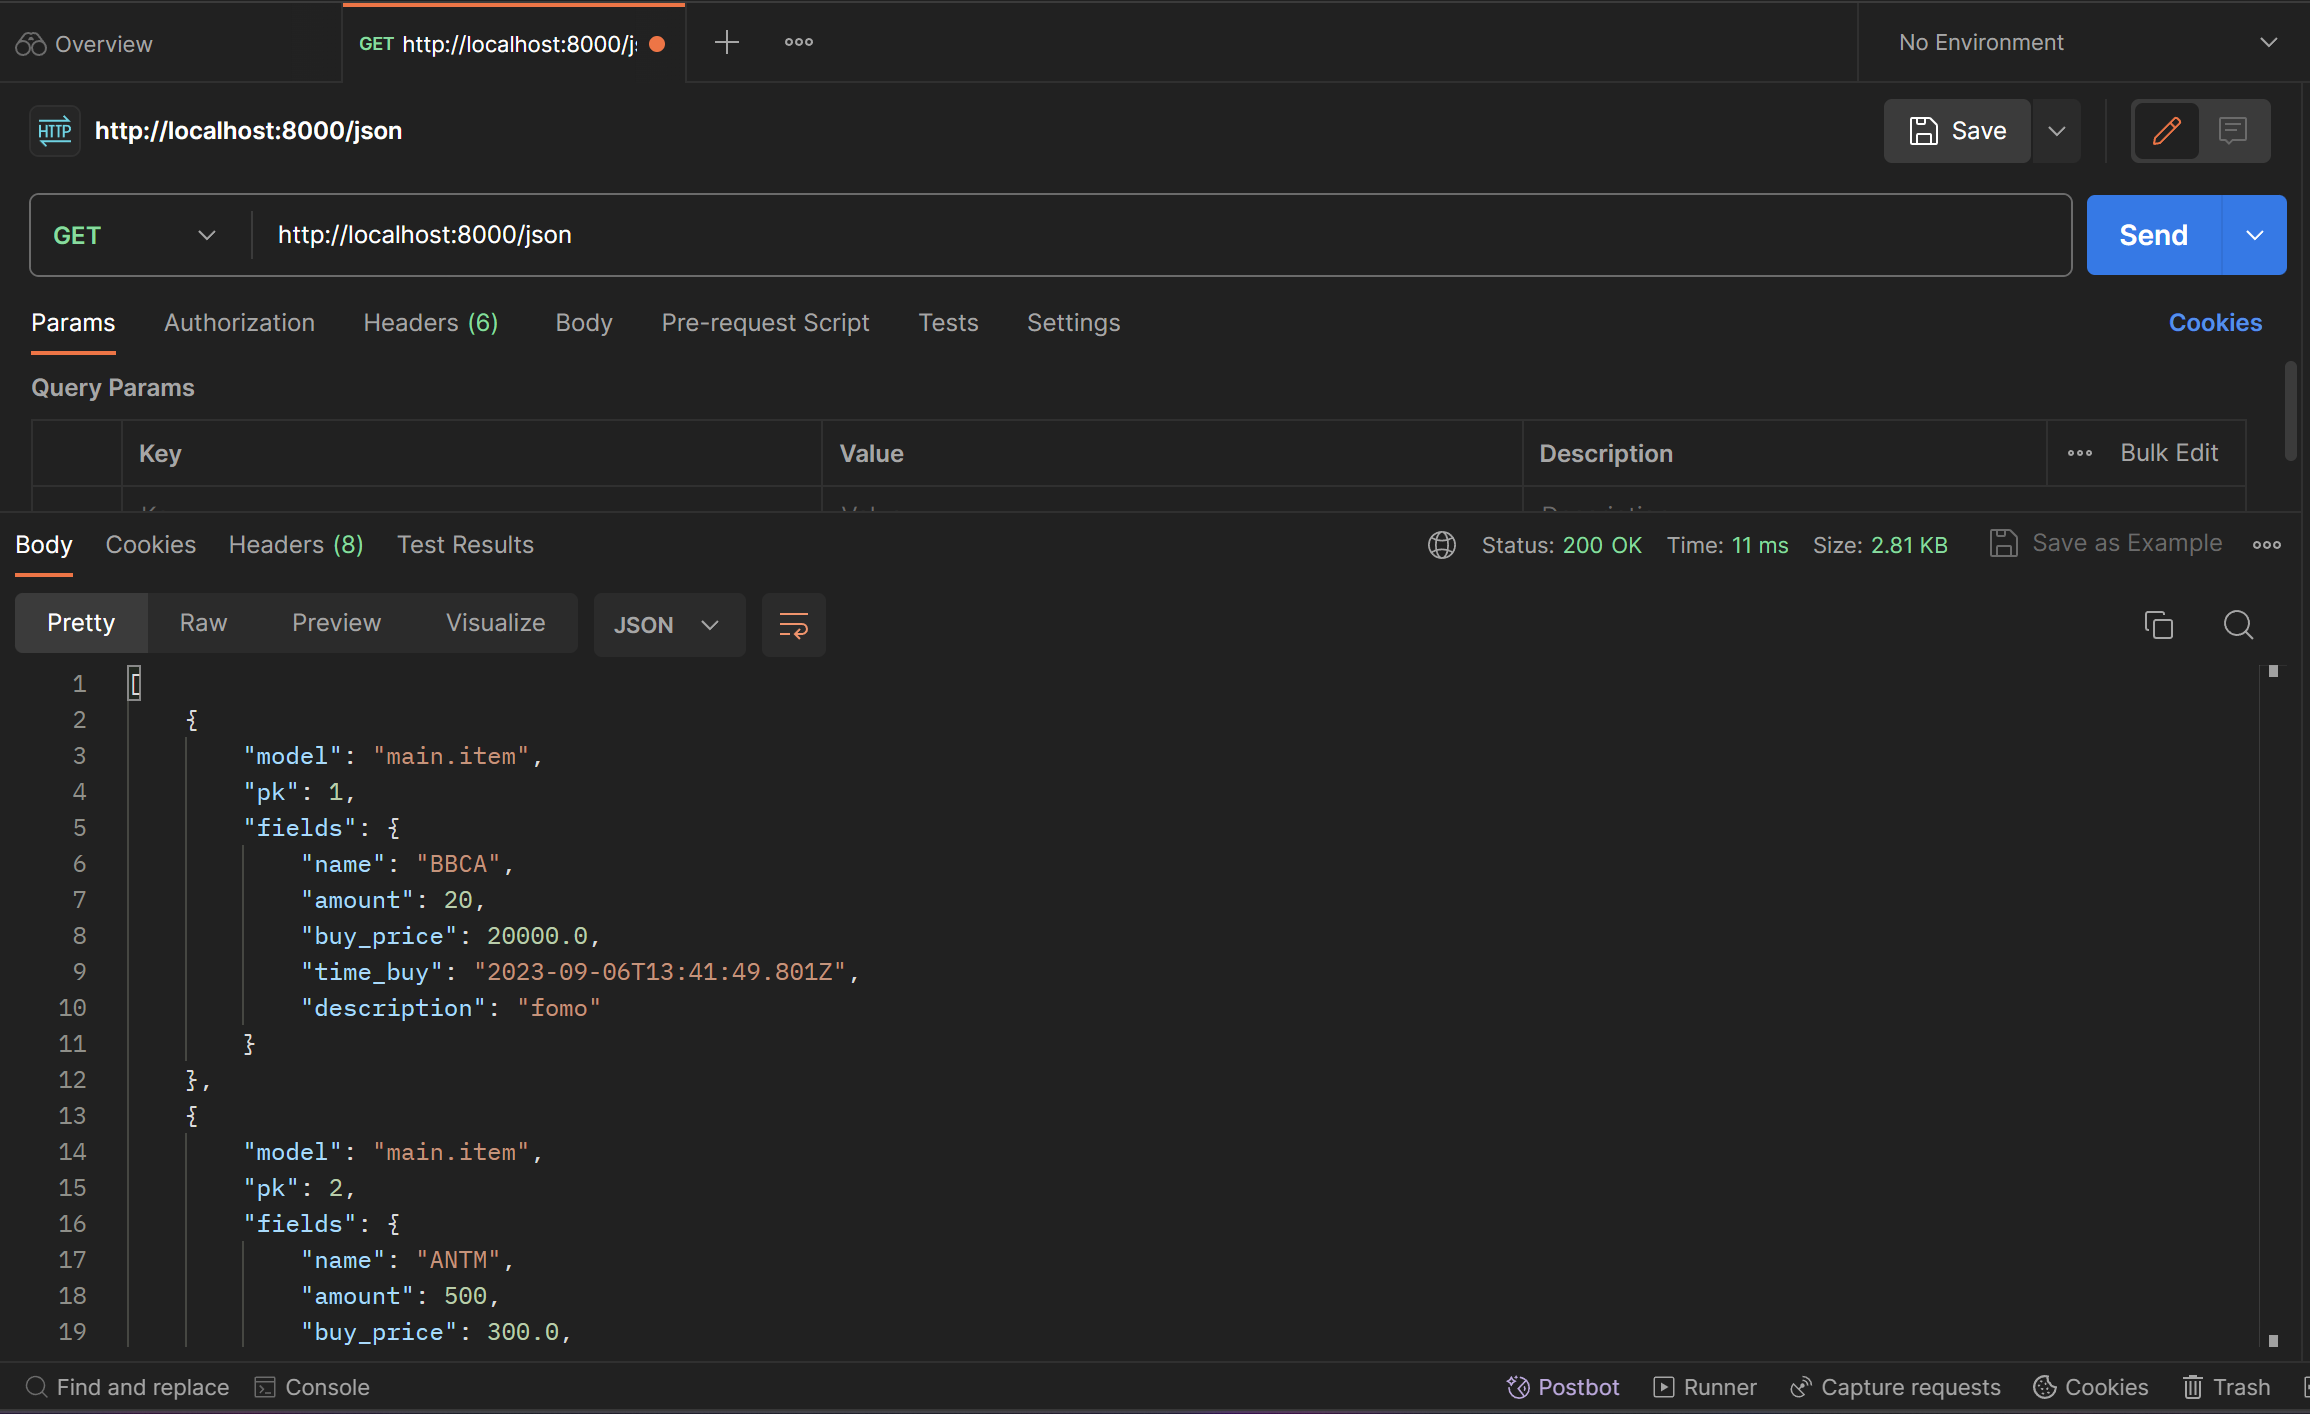 Overview
GET http://localhost:8000/j
No Environment
HTTP http://localhost:8000/json
Save
GET http://localhost:8000/json
Send
Params Authorization Headers (6) Body Pre-request Script Tests Settings Cookies
Query Params
Key Value Description Bulk Edit
Body Cookies Headers (8) Test Results Status: 200 OK Time: 11 ms Size: 2.81 KB Save as Example
Pretty Raw Preview Visualize JSON
1 [
2 {
3 "model": "main.item",
4 "pk": 1,
5 "fields": {
6 "name": "BBCA",
7 "amount": 20,
8 "buy_price": 20000.0,
9 "time_buy": "2023-09-06T13:41:49.801Z",
10 "description": "fomo"
11 }
12 },
13 {
14 "model": "main.item",
15 "pk": 2,
16 "fields": {
17 "name": "ANTM",
18 "amount": 500,
19 "buy_price": 300.0,
Find and replace Console Postbot Runner Capture requests Cookies Trash